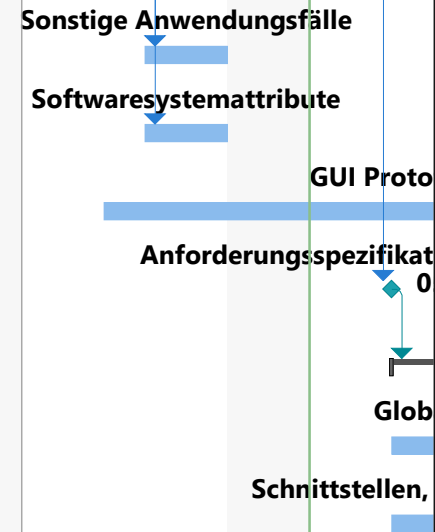 Sonstige Anwendungsfälle
Softwaresystemattribute
GUI Proto
Anforderungsspezifikat
0
Glob
Schnittstellen,